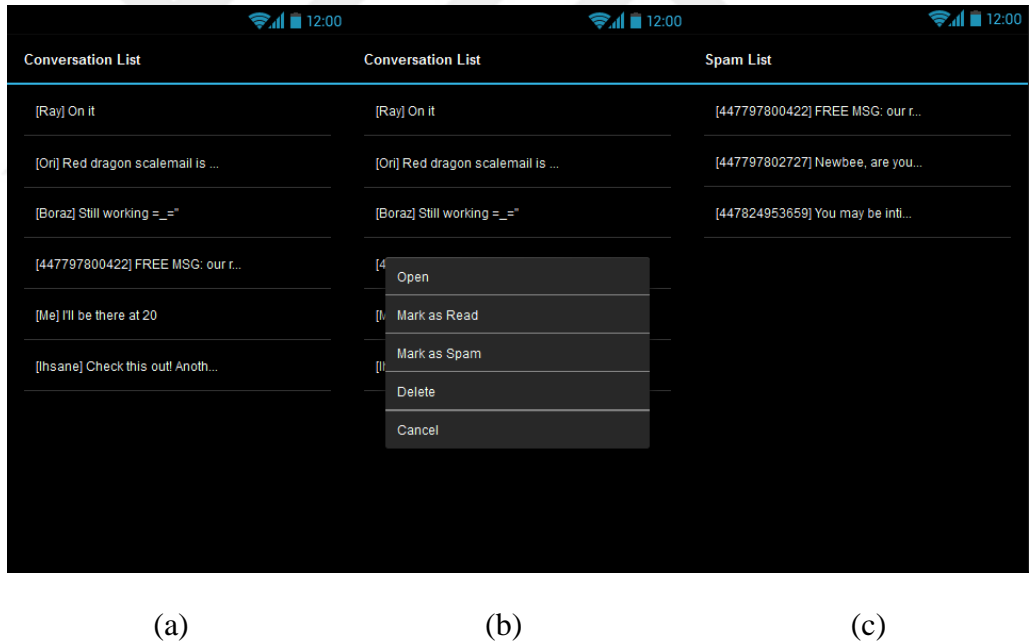 12:00
Conversation List
[Ray] On it
[Ori] Red dragon scalemail is ...
[Boraz] Still working =_="
[447797800422] FREE MSG: our r...
[Me] I'll be there at 20
[Ihsane] Check this out! Anoth...
(a)
12:00
Conversation List
[Ray] On it
[Ori] Red dragon scalemail is ...
[Boraz] Still working =_="
[4
Open
Mark as Read
Mark as Spam
Delete
Cancel
(b)
12:00
Spam List
[447797800422] FREE MSG: our r...
[447797802727] Newbee, are you...
[447824953659] You may be inti...
(c)